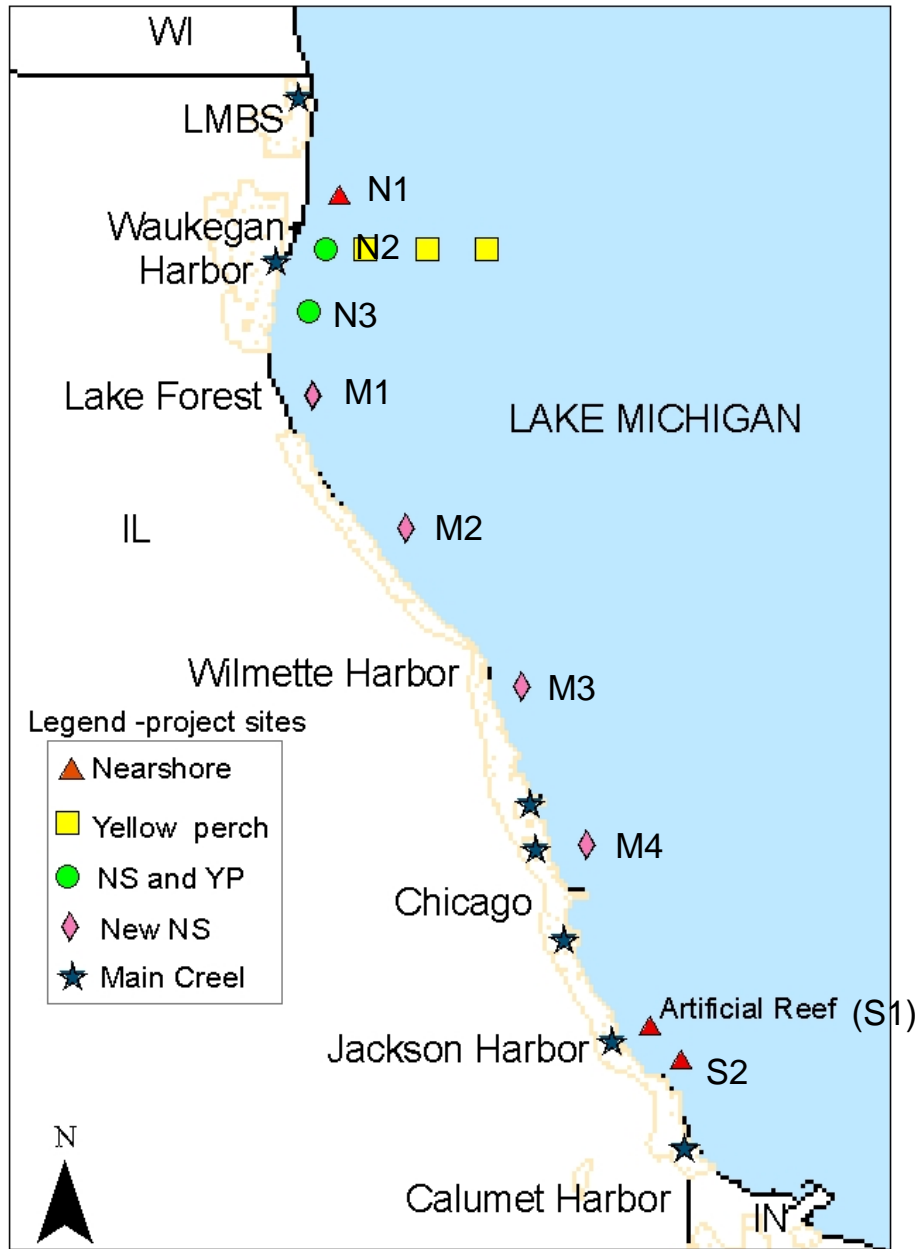 WI
LMBS
N1
Waukegan
Harbor
N2
N3
Lake Forest
M1
LAKE MICHIGAN
IL
M2
Wilmette Harbor
M3
Legend -project sites
Nearshore
Yellow perch
NS and YP
New NS
Main Creel
M4
Chicago
Artificial Reef (S1)
Jackson Harbor
S2
N
Calumet Harbor
IN